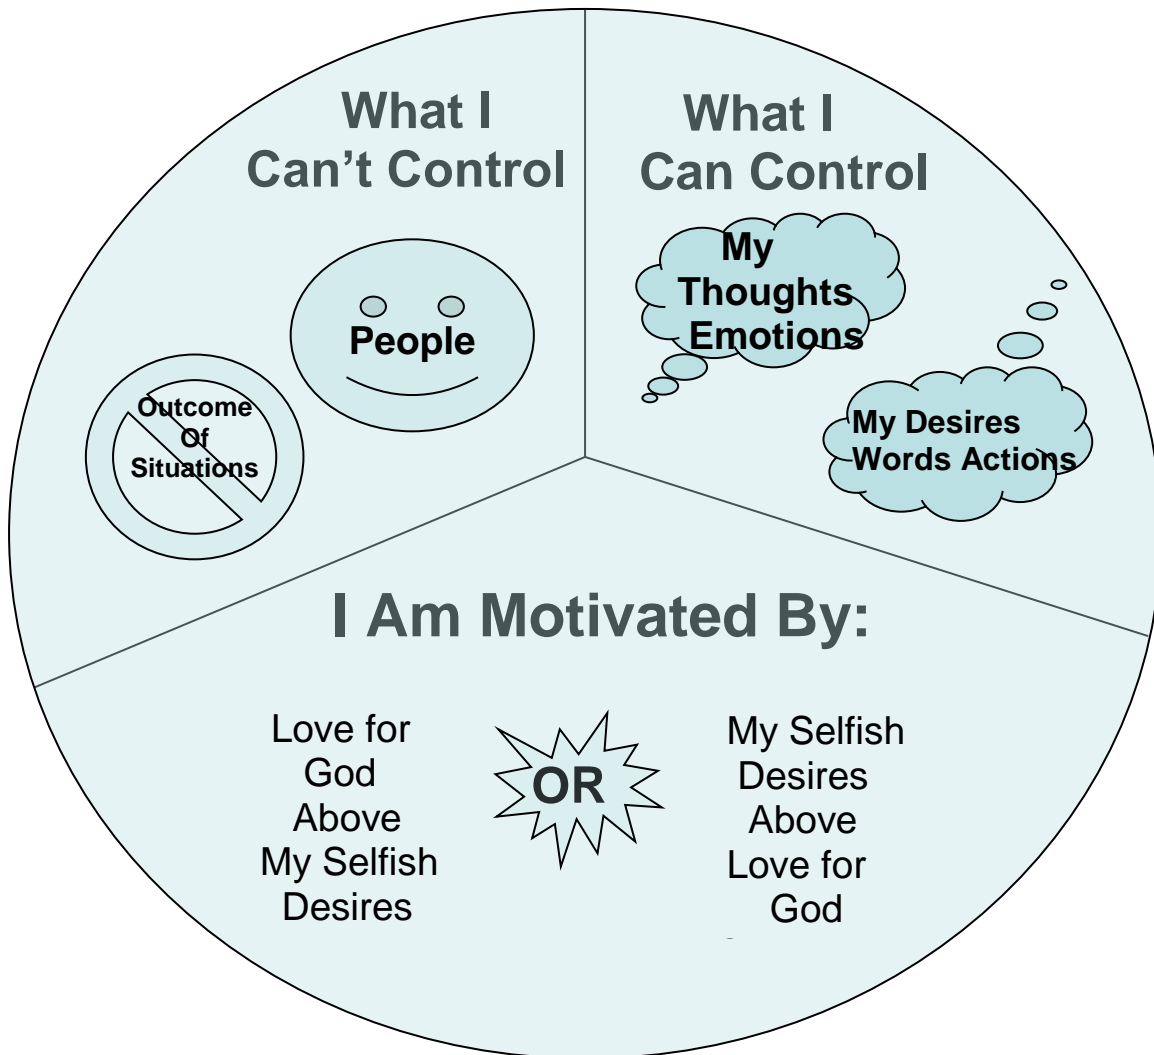 What I
Can't Control
People
Outcome
Of
Situations
What I
Can Control
My
Thoughts
Emotions
My Desires
Words Actions
I Am Motivated By:
Love for
God
Above
My Selfish
Desires
OR
My Selfish
Desires
Above
Love for
God